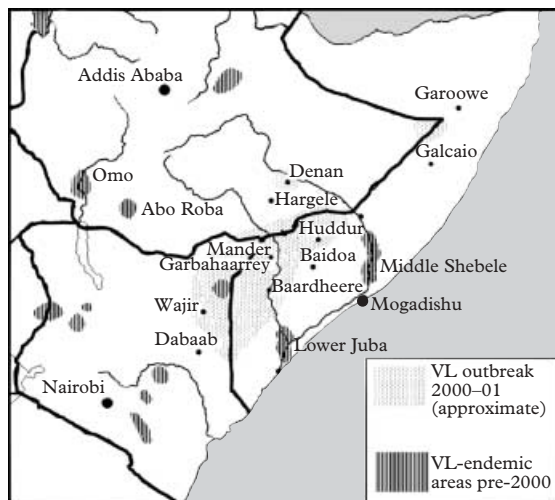 Addis Ababa
Garoowe
Galcaio
Omo
Denan
Abo Roba
Hargele
Huddur
Mander
Garbahaarrey
Baidoa
Middle Shebele
Baardheere
Wajir
Mogadishu
Dabaab
Lower Juba
Nairobi
VL outbreak
2000–01
(approximate)
VL-endemic
areas pre-2000